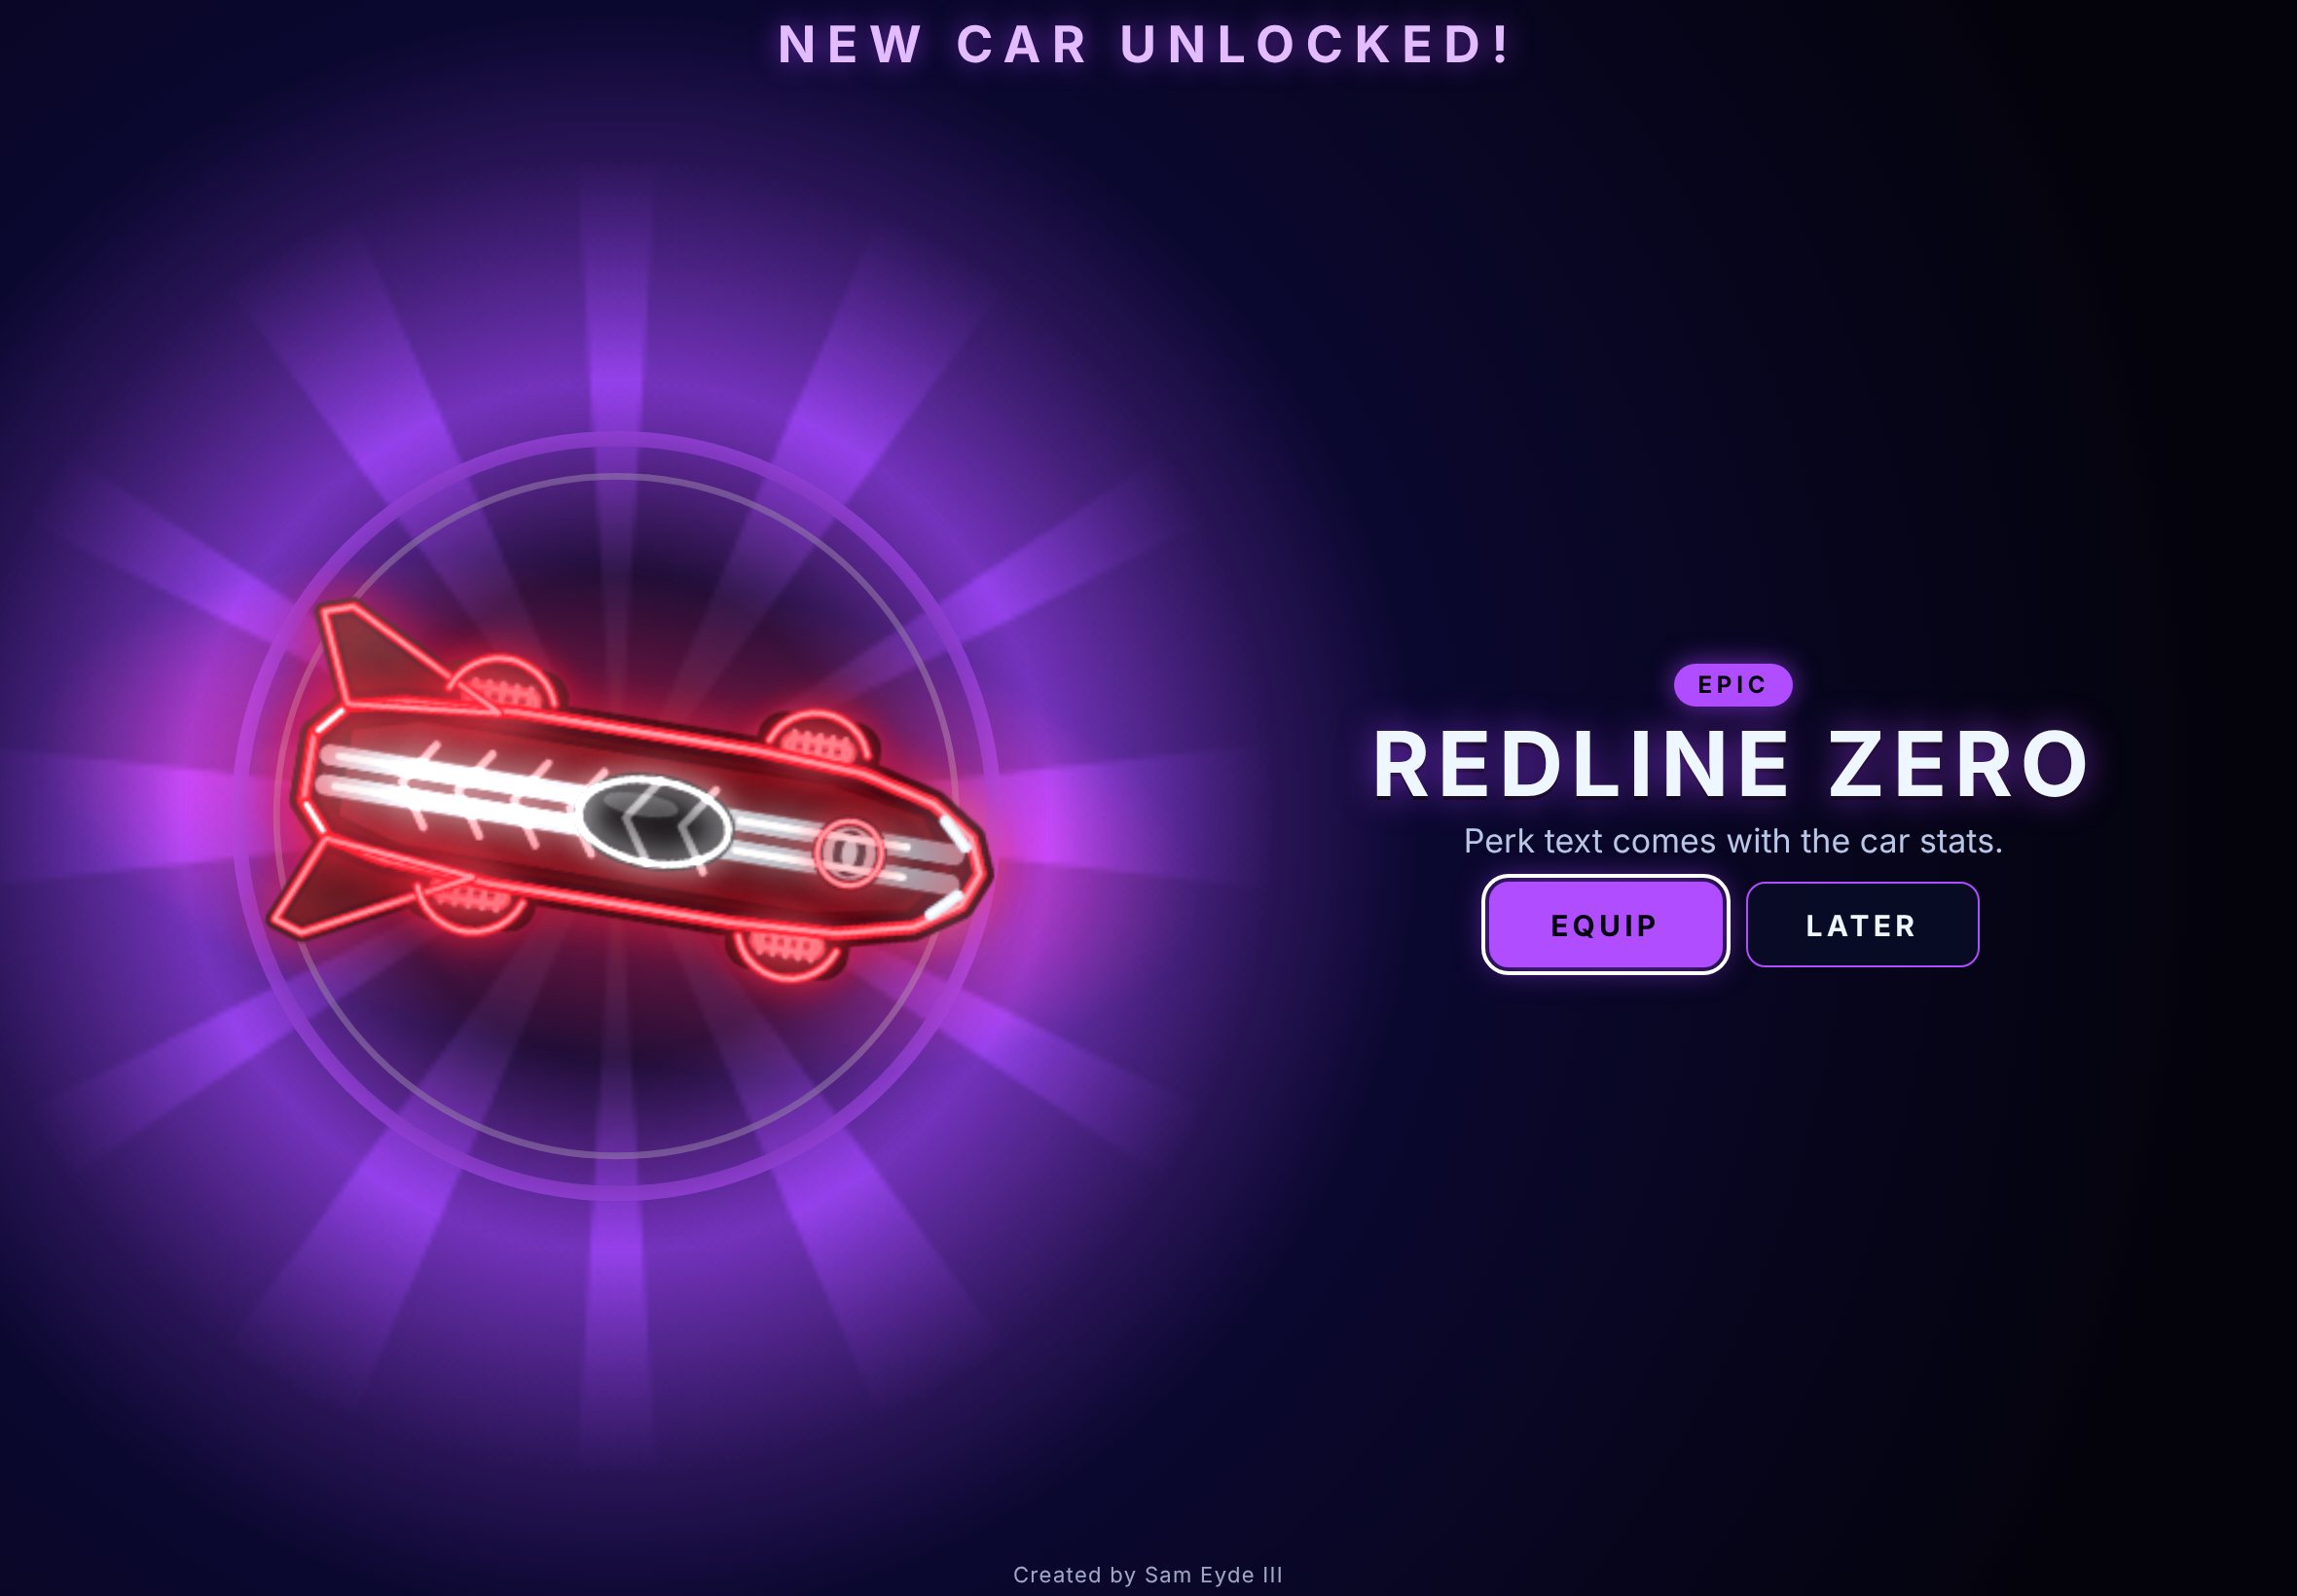 NEW CAR UNLOCKED!
EPIC
REDLINE ZERO
Perk text comes with the car stats.
EQUIP
LATER
0
Created by Sam Eyde III